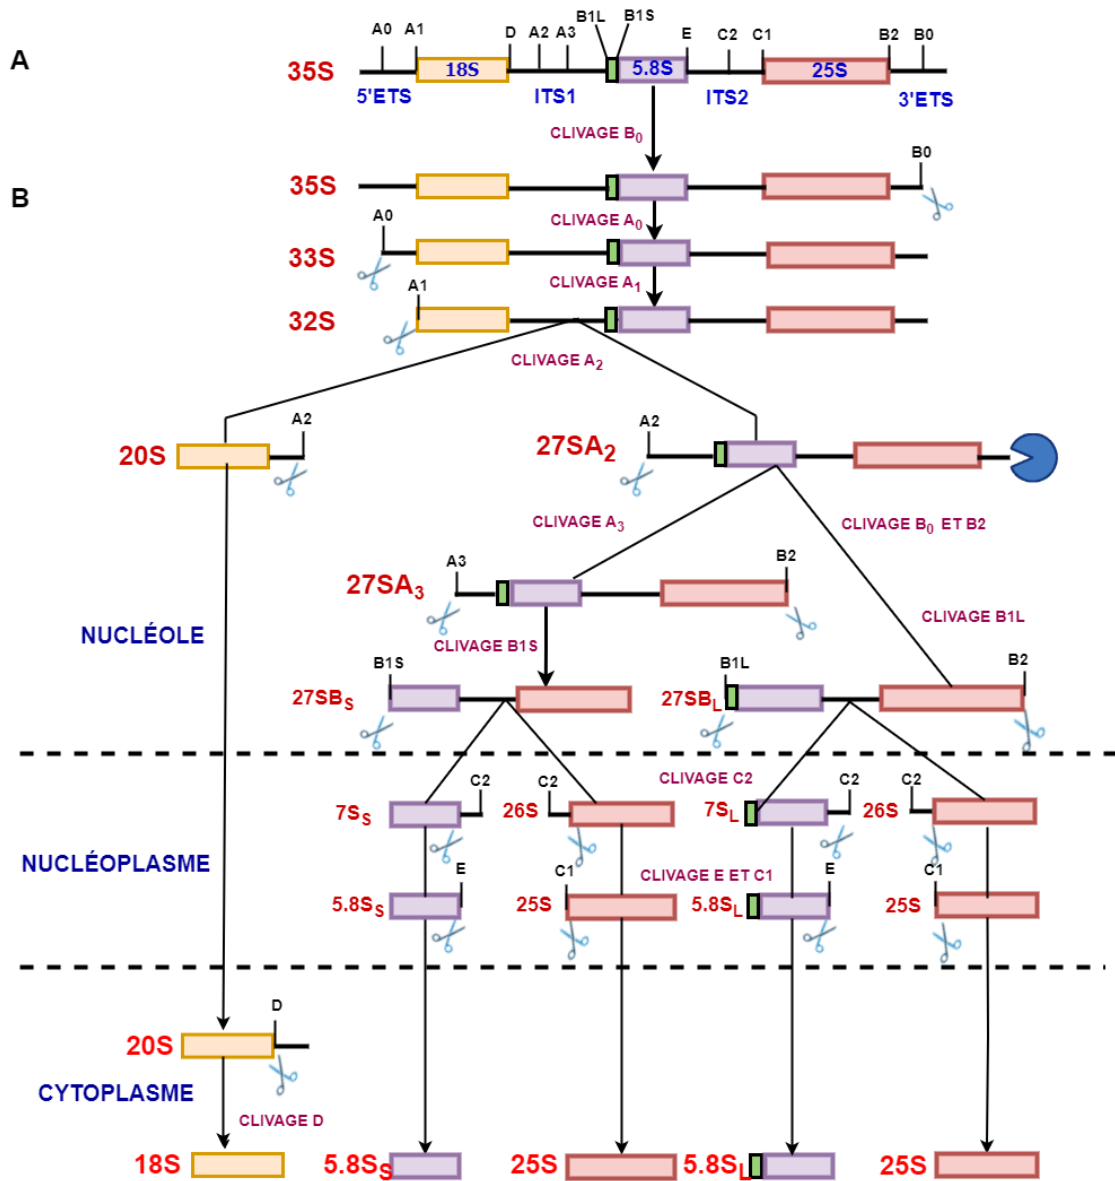 A0 A1 D A2 A3 B1L B1S E C2 C1 B2 B0
A
35S 18S 5.8S 25S
5'ETS ITS1 ITS2 3'ETS
CLIVAGE B0
B0
B
35S
A0 CLIVAGE A0
33S
A1 CLIVAGE A1
32S
CLIVAGE A2
A2 A2
20S 27SA2
CLIVAGE A3 CLIVAGE B0 ET B2
A3 B2
27SA3
NUCLÉOLE CLIVAGE B1S CLIVAGE B1L
B1S B1L B2
27SBS 27SBL
CLIVAGE C2
C2 C2 C2 C2
7SS 26S 7SL 26S
NUCLÉOPLASME
E C1 CLIVAGE E ET C1 E C1
5.8SS 25S 5.8SL 25S
D
20S
CYTOPLASME
CLIVAGE D
18S 5.8SS 25S 5.8SL 25S